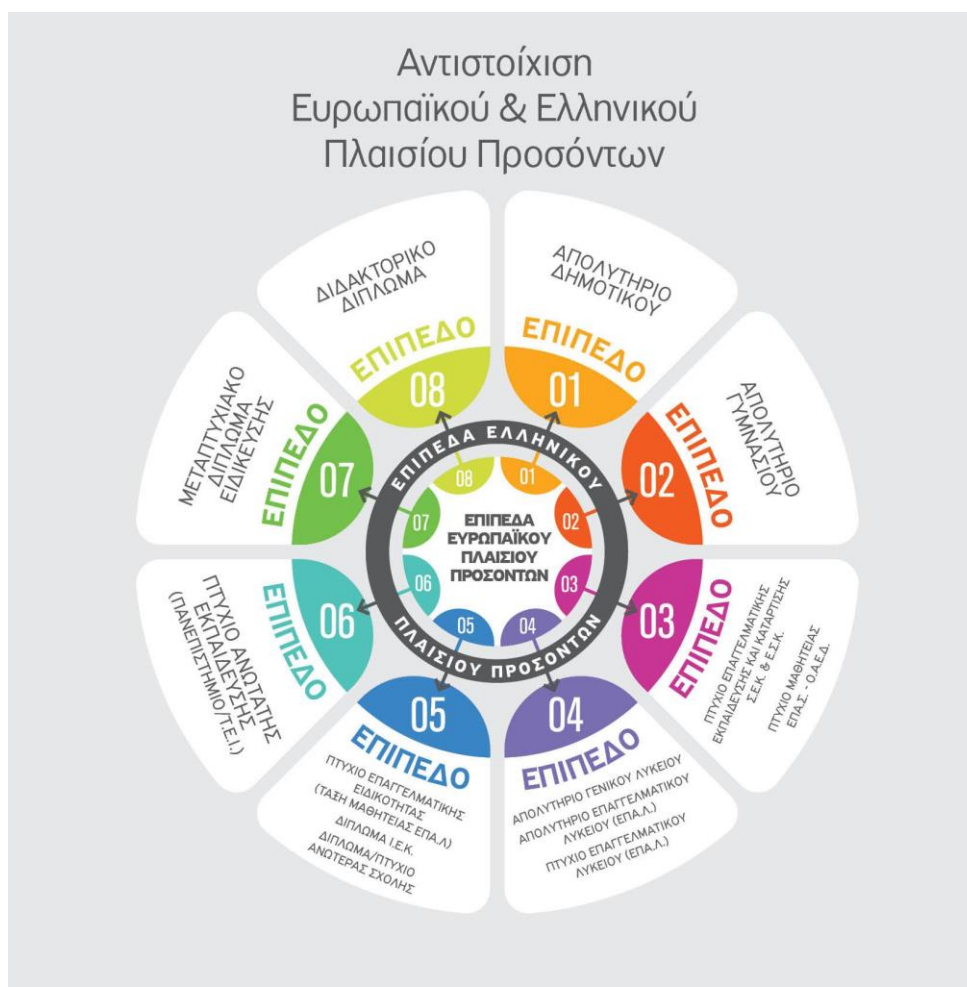 Αντιστοίχιση
Ευρωπαϊκού & Ελληνικού
Πλαισίου Προσόντων
ΑΠΟΛΥΤΗΡΙΟ
ΔΗΜΟΤΙΚΟΥ
ΕΠΙΠΕΔΟ
01
ΑΠΟΛΥΤΗΡΙΟ
ΓΥΜΝΑΣΙΟΥ
ΕΠΙΠΕΔΟ
02
ΕΠΙΠΕΔΟ
03
ΠΤΥΧΙΟ ΕΠΑΓΓΕΛΜΑΤΙΚΗΣ
ΕΚΠΑΙΔΕΥΣΗΣ ΚΑΙ ΚΑΤΑΡΤΙΣΗΣ
Σ.Ε.Κ. & Ε.Σ.Κ.
ΠΤΥΧΙΟ ΜΑΘΗΤΕΙΑΣ
ΕΠΑ.Σ. - Ο.Α.Ε.Δ.
04
ΕΠΙΠΕΔΟ
ΑΠΟΛΥΤΗΡΙΟ ΓΕΝΙΚΟΥ ΛΥΚΕΙΟΥ
ΑΠΟΛΥΤΗΡΙΟ ΕΠΑΓΓΕΛΜΑΤΙΚΟΥ
ΛΥΚΕΙΟΥ (ΕΠΑ.Λ.)
ΠΤΥΧΙΟ ΕΠΑΓΓΕΛΜΑΤΙΚΟΥ
ΛΥΚΕΙΟΥ (ΕΠΑ.Λ.)
05
ΕΠΙΠΕΔΟ
ΠΤΥΧΙΟ ΕΠΑΓΓΕΛΜΑΤΙΚΗΣ
ΕΙΔΙΚΟΤΗΤΑΣ
(ΤΑΞΗ ΜΑΘΗΤΕΙΑΣ ΕΠΑ.Λ)
ΔΙΠΛΩΜΑ Ι.Ε.Κ.
ΔΙΠΛΩΜΑ/ΠΤΥΧΙΟ
ΑΝΩΤΕΡΑΣ ΣΧΟΛΗΣ
06
ΕΠΙΠΕΔΟ
ΠΤΥΧΙΟ ΑΝΩΤΑΤΗΣ
ΕΚΠΑΙΔΕΥΣΗΣ
(ΠΑΝΕΠΙΣΤΗΜΙΟ/Τ.Ε.Ι.)
ΜΕΤΑΠΤΥΧΙΑΚΟ
ΔΙΠΛΩΜΑ
ΕΙΔΙΚΕΥΣΗΣ
ΕΠΙΠΕΔΟ
07
ΔΙΔΑΚΤΟΡΙΚΟ
ΔΙΠΛΩΜΑ
ΕΠΙΠΕΔΟ
08
ΕΠΙΠΕΔΑ ΕΛΛΗΝΙΚΟΥ
ΠΛΑΙΣΙΟΥ ΠΡΟΣΟΝΤΩΝ
01
02
03
04
05
06
07
08
ΕΠΙΠΕΔΑ
ΕΥΡΩΠΑΪΚΟΥ
ΠΛΑΙΣΙΟΥ
ΠΡΟΣΟΝΤΩΝ